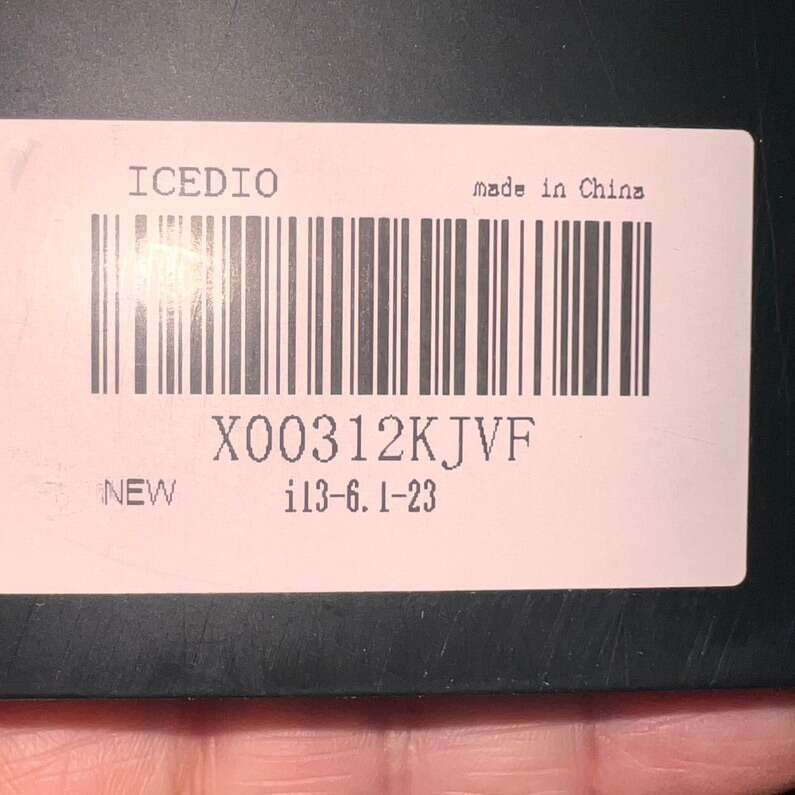 ICEDIO
made in China
X00312KJVF
NEW
i13-6.1-23